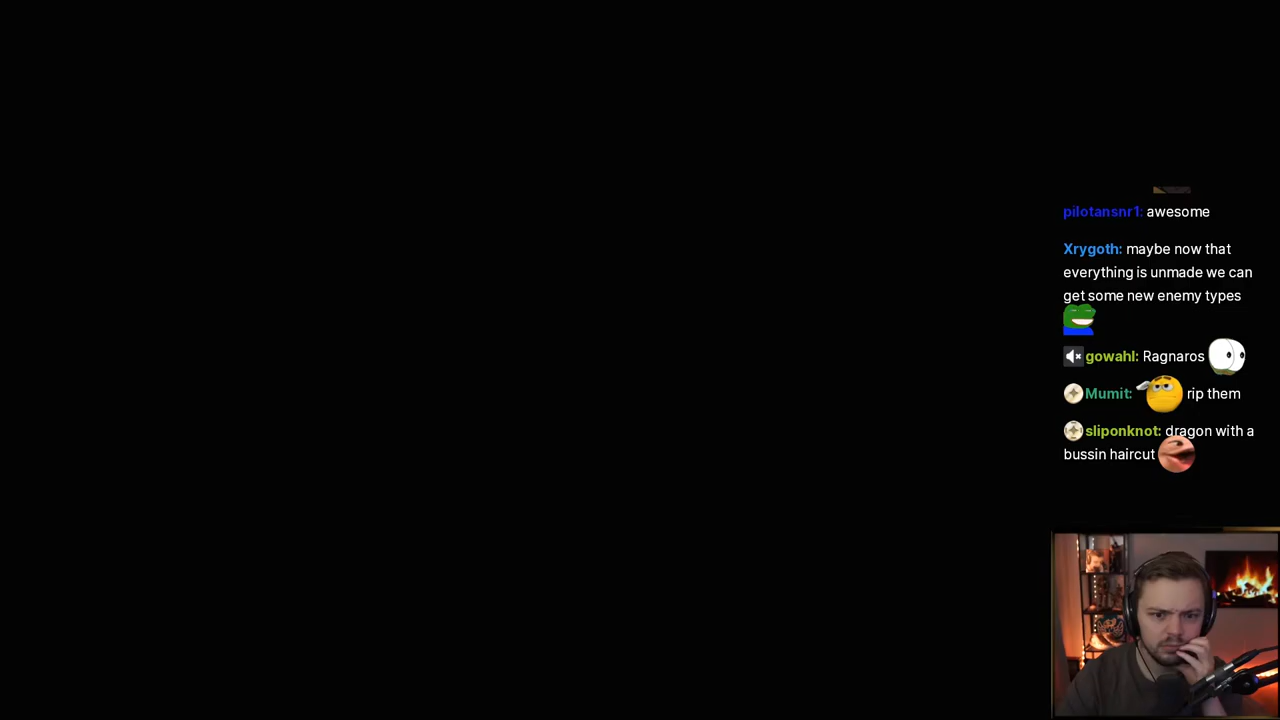 pilotansnr1: awesome
Xrygoth: maybe now that
everything is unmade we can
get some new enemy types
gowahl: Ragnaros
Mumit: rip them
sliponknot: dragon with a
bussin haircut